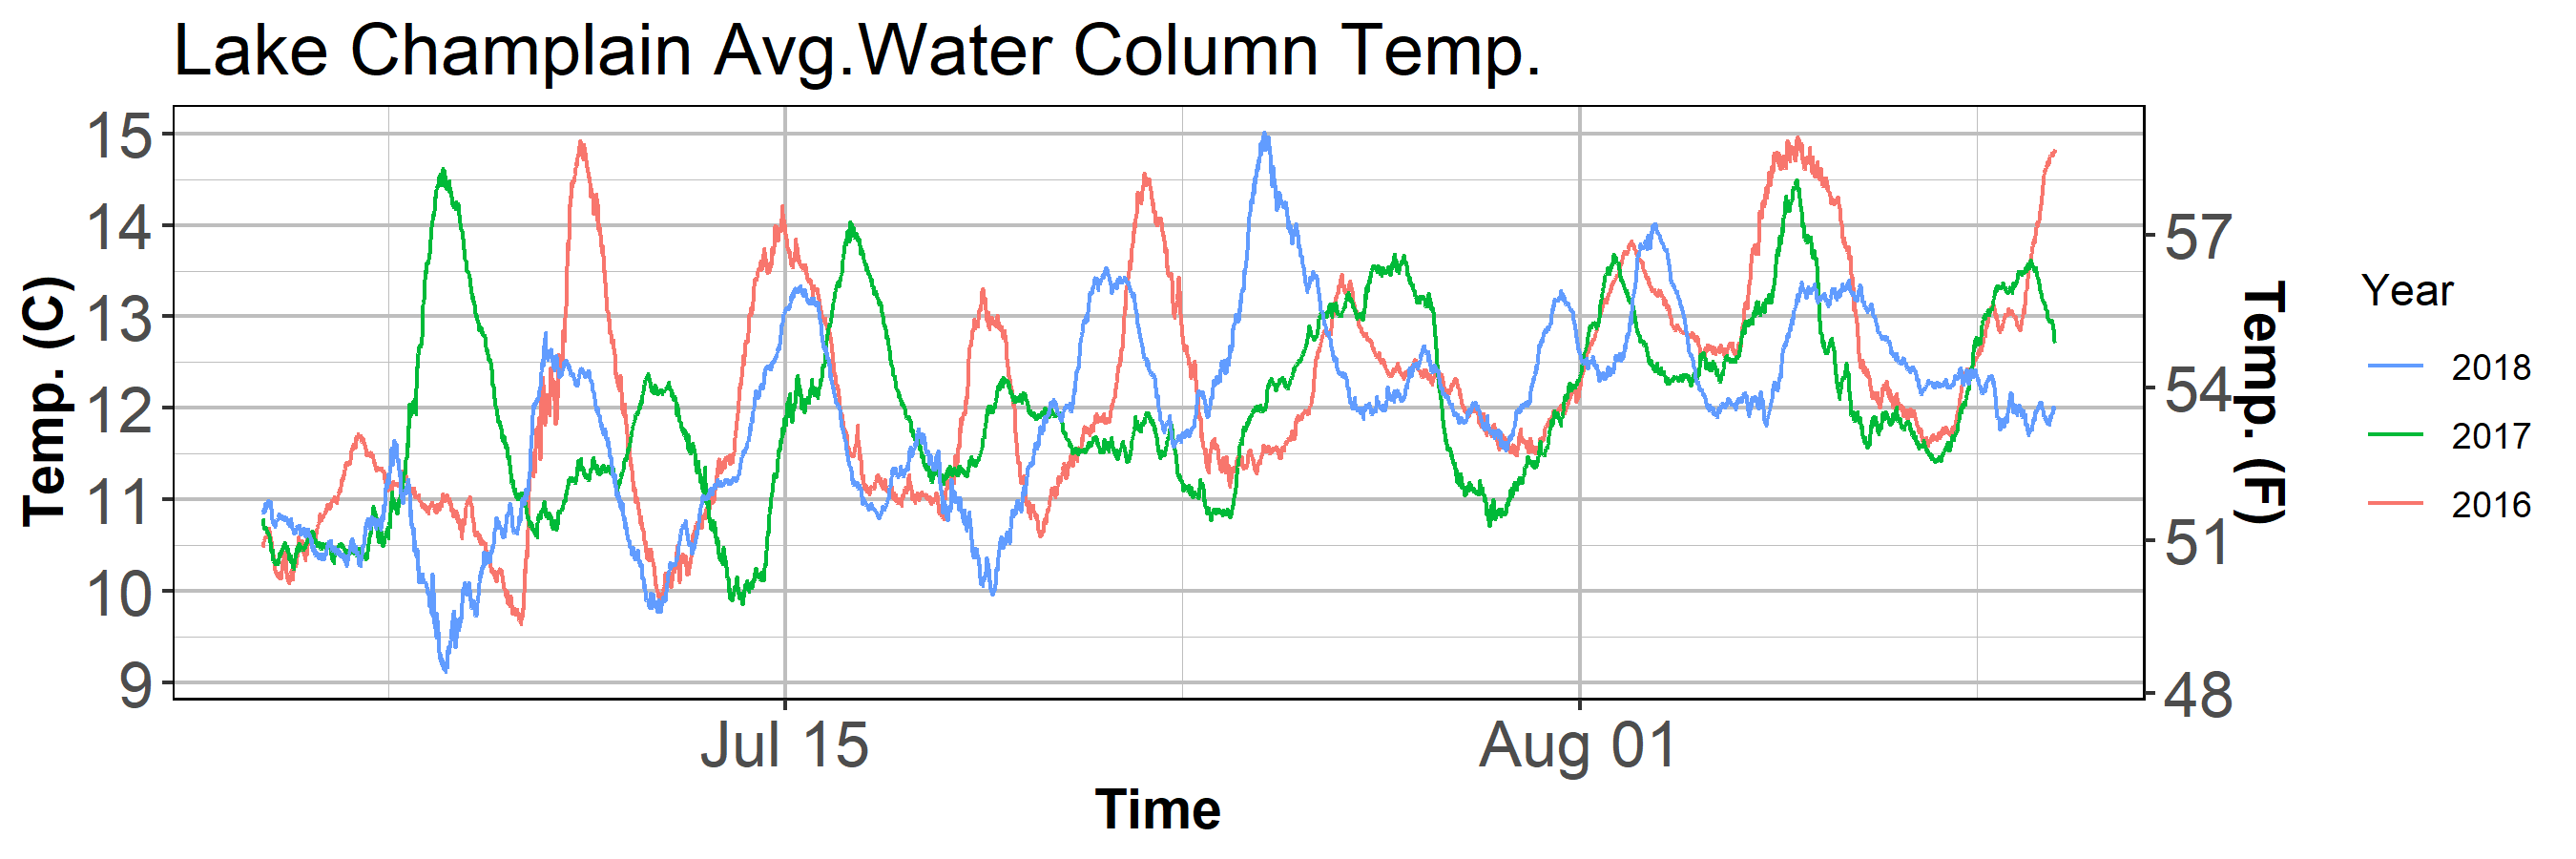 Lake Champlain Avg.Water Column Temp.
Temp. (C)
15
14
13
12
11
10
9
57
54
51
48
Temp. (F)
Jul 15
Aug 01
Time
Year
2018
2017
2016